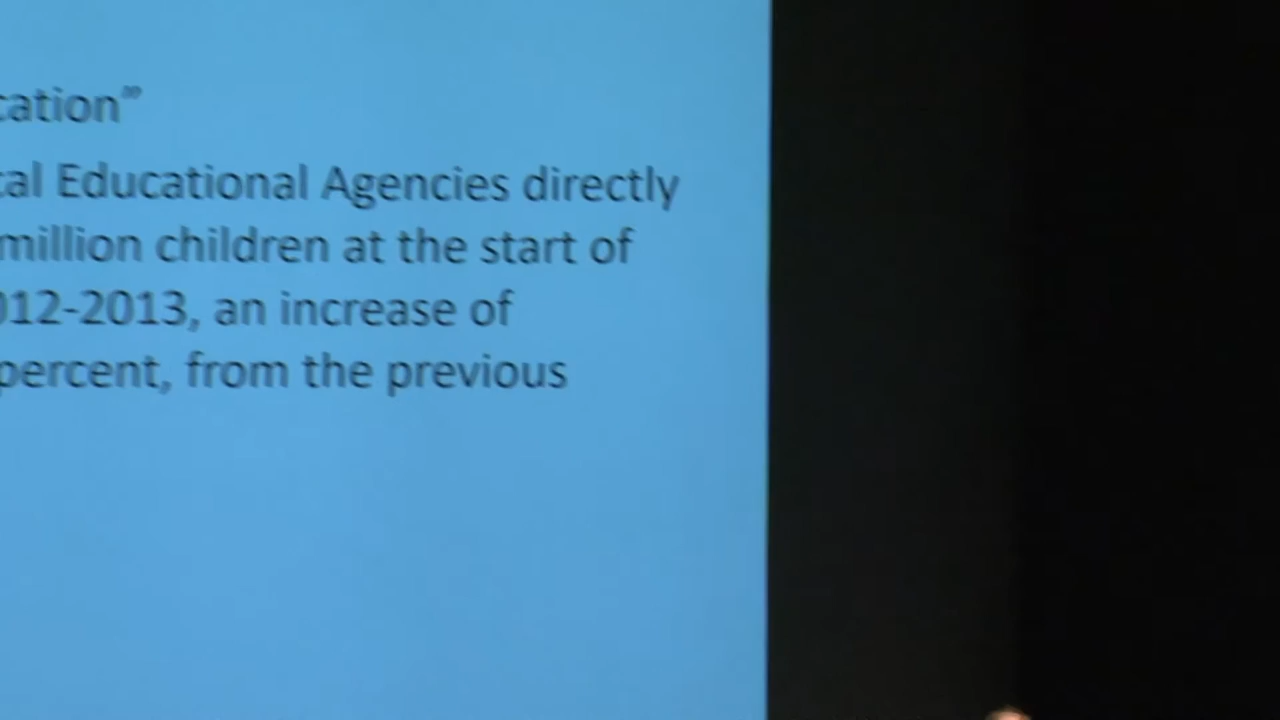 cation”
cal Educational Agencies directly
million children at the start of
012-2013, an increase of
percent, from the previous